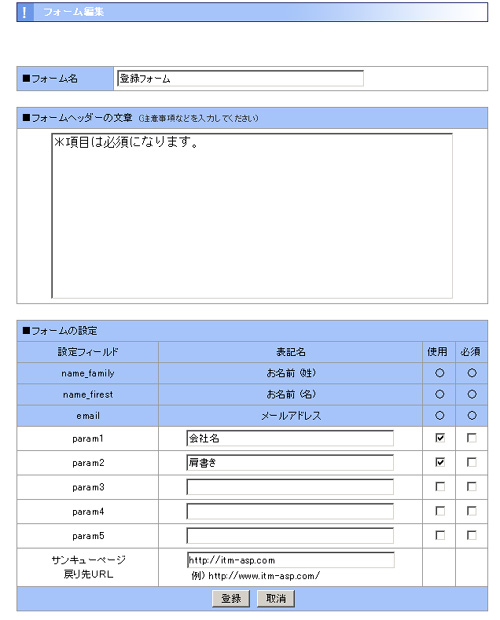 ! フォーム編集
■フォーム名 登録フォーム
■フォームヘッダーの文章 (注意事項などを入力してください)
※項目は必須になります。
■フォームの設定
設定フィールド 表記名 使用 必須
name_family お名前 (姓) ○ ○
name_firest お名前 (名) ○ ○
email メールアドレス ○ ○
param1 会社名
param2 肩書き
param3
param4
param5
サンキューページ http://itm-asp.com
戻り先URL 例) http://www.itm-asp.com/
登録 取消